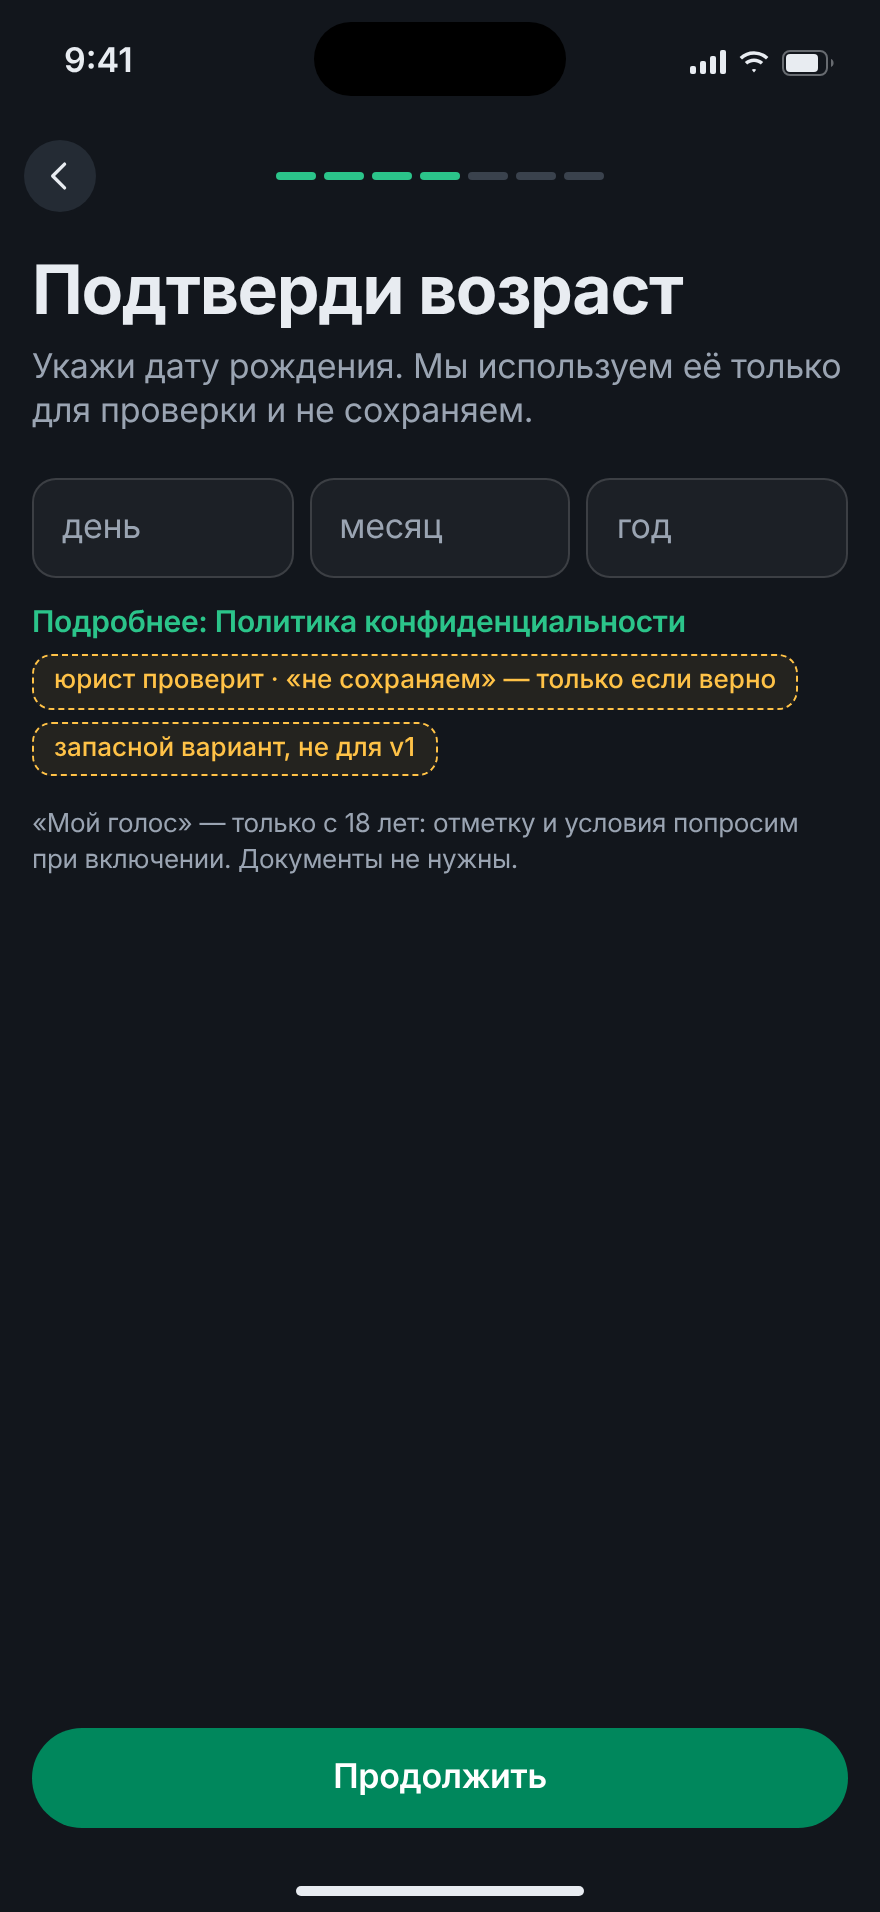 9:41
Подтверди возраст
Укажи дату рождения. Мы используем её только
для проверки и не сохраняем.
день
месяц
год
Подробнее: Политика конфиденциальности
юрист проверит · «не сохраняем» — только если верно
запасной вариант, не для v1
«Мой голос» — только с 18 лет: отметку и условия попросим
при включении. Документы не нужны.
Продолжить